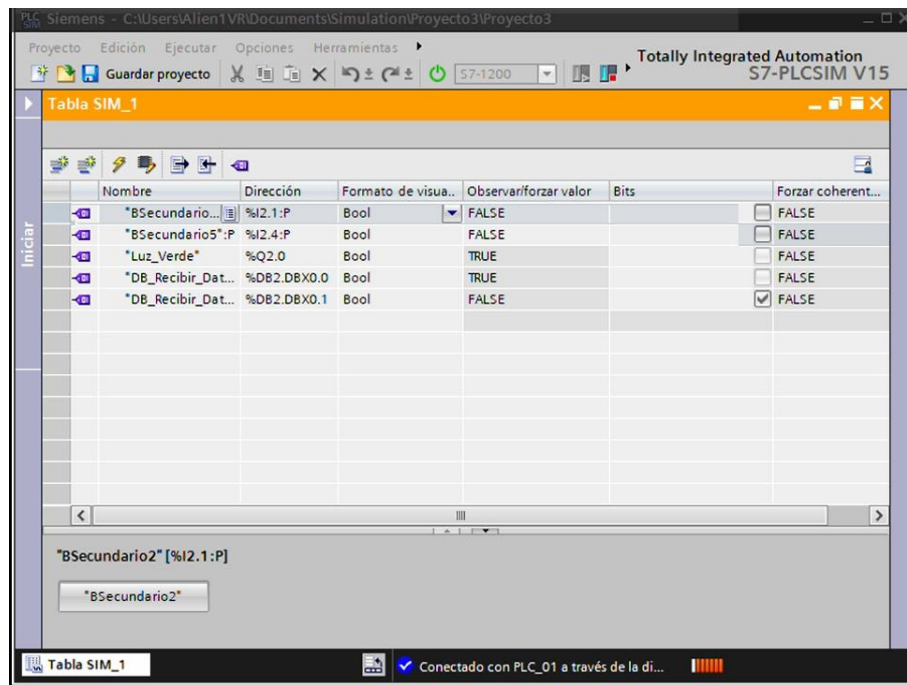 PLC SIM Siemens - C:\Users\Alien1VR\Documents\Simulation\Proyecto3\Proyecto3
Proyecto Edición Ejecutar Opciones Herramientas
Totally Integrated Automation
S7-PLCSIM V15
Guardar proyecto S7-1200
Tabla SIM_1
Nombre Dirección Formato de visua.. Observar/forzar valor Bits Forzar coherent...
"BSecundario... %I2.1:P Bool FALSE FALSE
"BSecundario5":P %I2.4:P Bool FALSE FALSE
"Luz_Verde" %Q2.0 Bool TRUE FALSE
"DB_Recibir_Dat... %DB2.DBX0.0 Bool TRUE FALSE
"DB_Recibir_Dat... %DB2.DBX0.1 Bool FALSE FALSE
Iniciar
"BSecundario2" [%I2.1:P]
"BSecundario2"
Tabla SIM_1
Conectado con PLC_01 a través de la di...